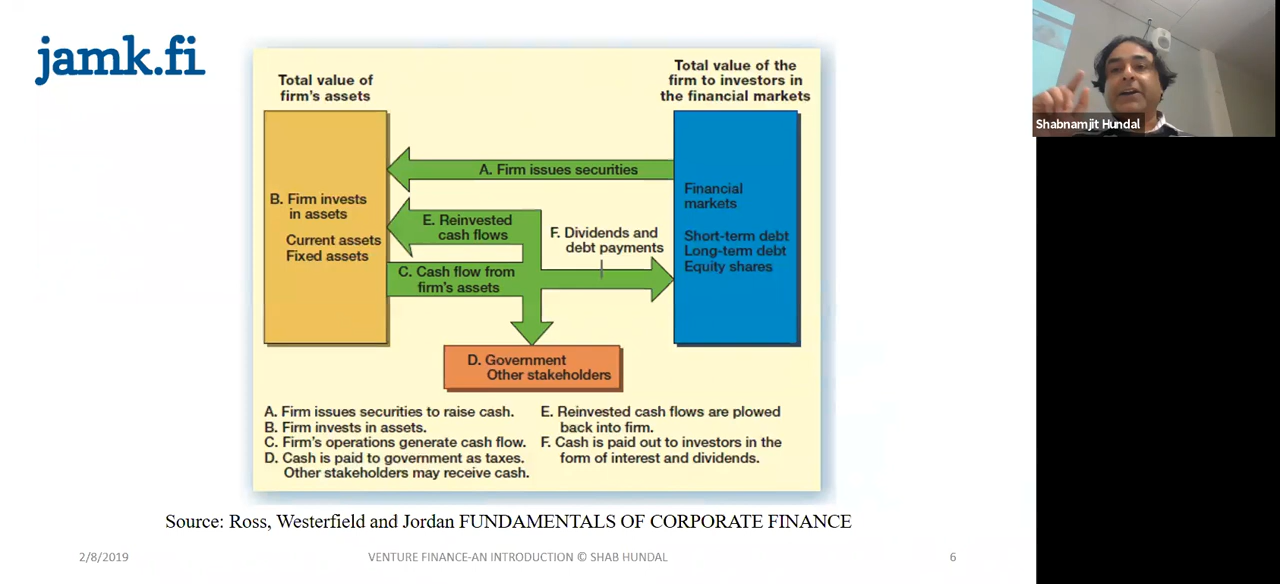 jamk.fi
Total value of
firm's assets
Total value of the
firm to investors in
the financial markets
A. Firm issues securities
B. Firm invests
in assets
Current assets
Fixed assets
E. Reinvested
cash flows
C. Cash flow from
firm's assets
F. Dividends and
debt payments
Financial
markets
Short-term debt
Long-term debt
Equity shares
D. Government
Other stakeholders
A. Firm issues securities to raise cash.
B. Firm invests in assets.
C. Firm's operations generate cash flow.
D. Cash is paid to government as taxes.
Other stakeholders may receive cash.
E. Reinvested cash flows are plowed
back into firm.
F. Cash is paid out to investors in the
form of interest and dividends.
Source: Ross, Westerfield and Jordan FUNDAMENTALS OF CORPORATE FINANCE
2/8/2019
VENTURE FINANCE-AN INTRODUCTION © SHAB HUNDAL
6
Shabnamjit Hundal